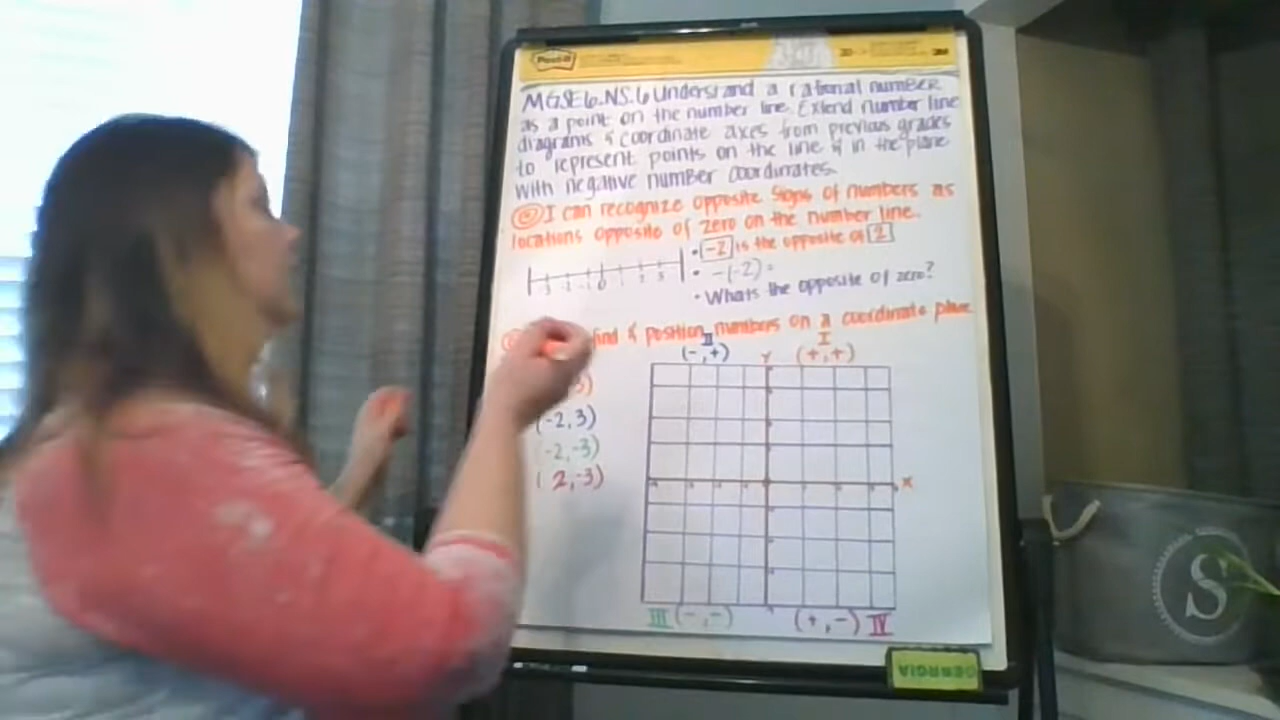 Post-it
MGSE6.NS.6 Understand a rational number
as a point on the number line. Extend number line
diagrams & coordinate axes from previous grades
to represent points on the line & in the plane
with negative number coordinates.
I can recognize opposite signs of numbers as
locations opposite of zero on the number line.
• -2 is the opposite of 2
• -(-2) =
• Whats the opposite of zero?
find & position numbers on a coordinate plane
II I
(-,+) Y (+,+)
3)
(-2,3)
-2,-3)
( 2,-3)
X
III (-,-) (+,-) IV
GEORGIA
S